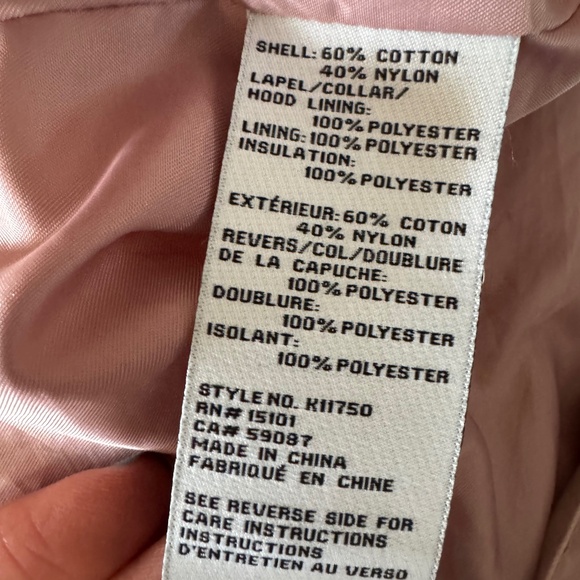 SHELL: 60% COTTON
40% NYLON
LAPEL/COLLAR/
HOOD LINING:
100% POLYESTER
LINING: 100% POLYESTER
INSULATION:
100% POLYESTER
EXTÉRIEUR: 60% COTON
40% NYLON
REVERS/COL/DOUBLURE
DE LA CAPUCHE:
100% POLYESTER
DOUBLURE:
100% POLYESTER
ISOLANT:
100% POLYESTER
STYLE NO. K11750
RN# 15101
CA# 59087
MADE IN CHINA
FABRIQUÉ EN CHINE
SEE REVERSE SIDE FOR
CARE INSTRUCTIONS
INSTRUCTIONS
D'ENTRETIEN AU VERSO